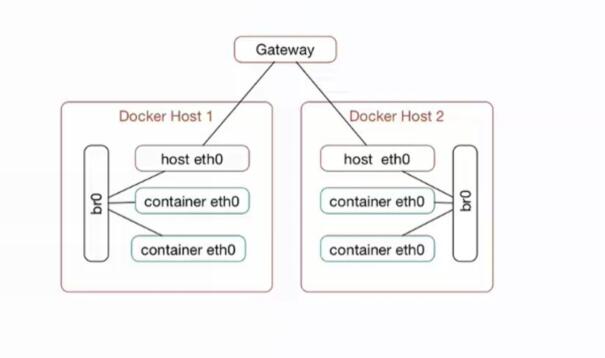 Gateway
Docker Host 1
host eth0
br0
container eth0
container eth0
Docker Host 2
host eth0
container eth0
br0
container eth0